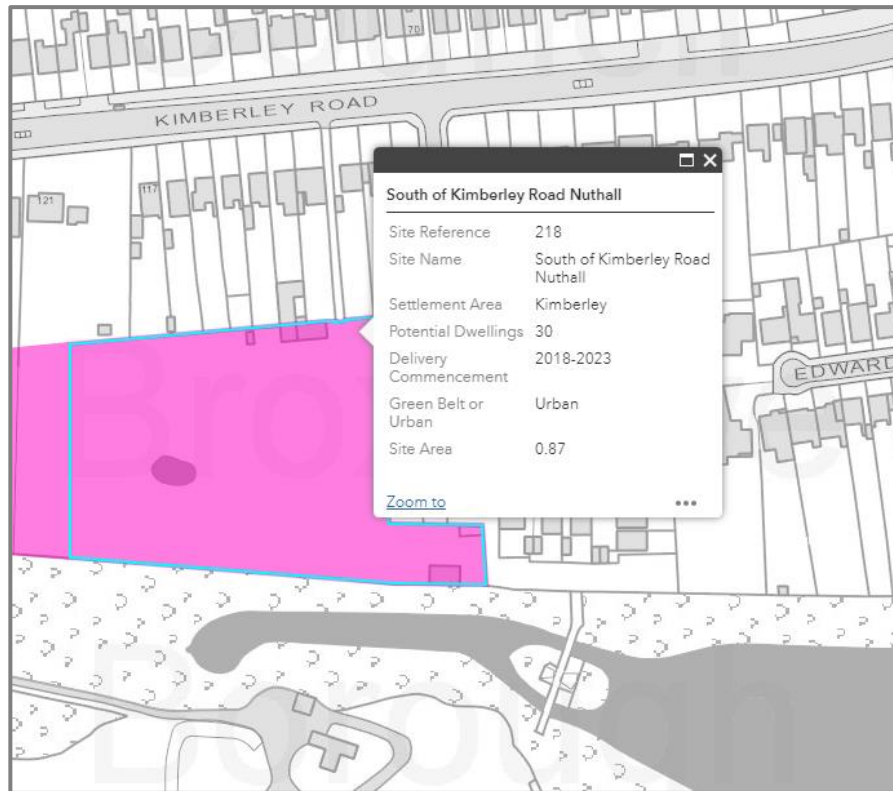 70
KIMBERLEY ROAD
121
117
South of Kimberley Road Nuthall
Site Reference 218
Site Name South of Kimberley Road
Nuthall
Settlement Area Kimberley
Potential Dwellings 30
Delivery 2018-2023
Commencement
Green Belt or Urban
Urban
Site Area 0.87
Zoom to
EDWARD
Borough